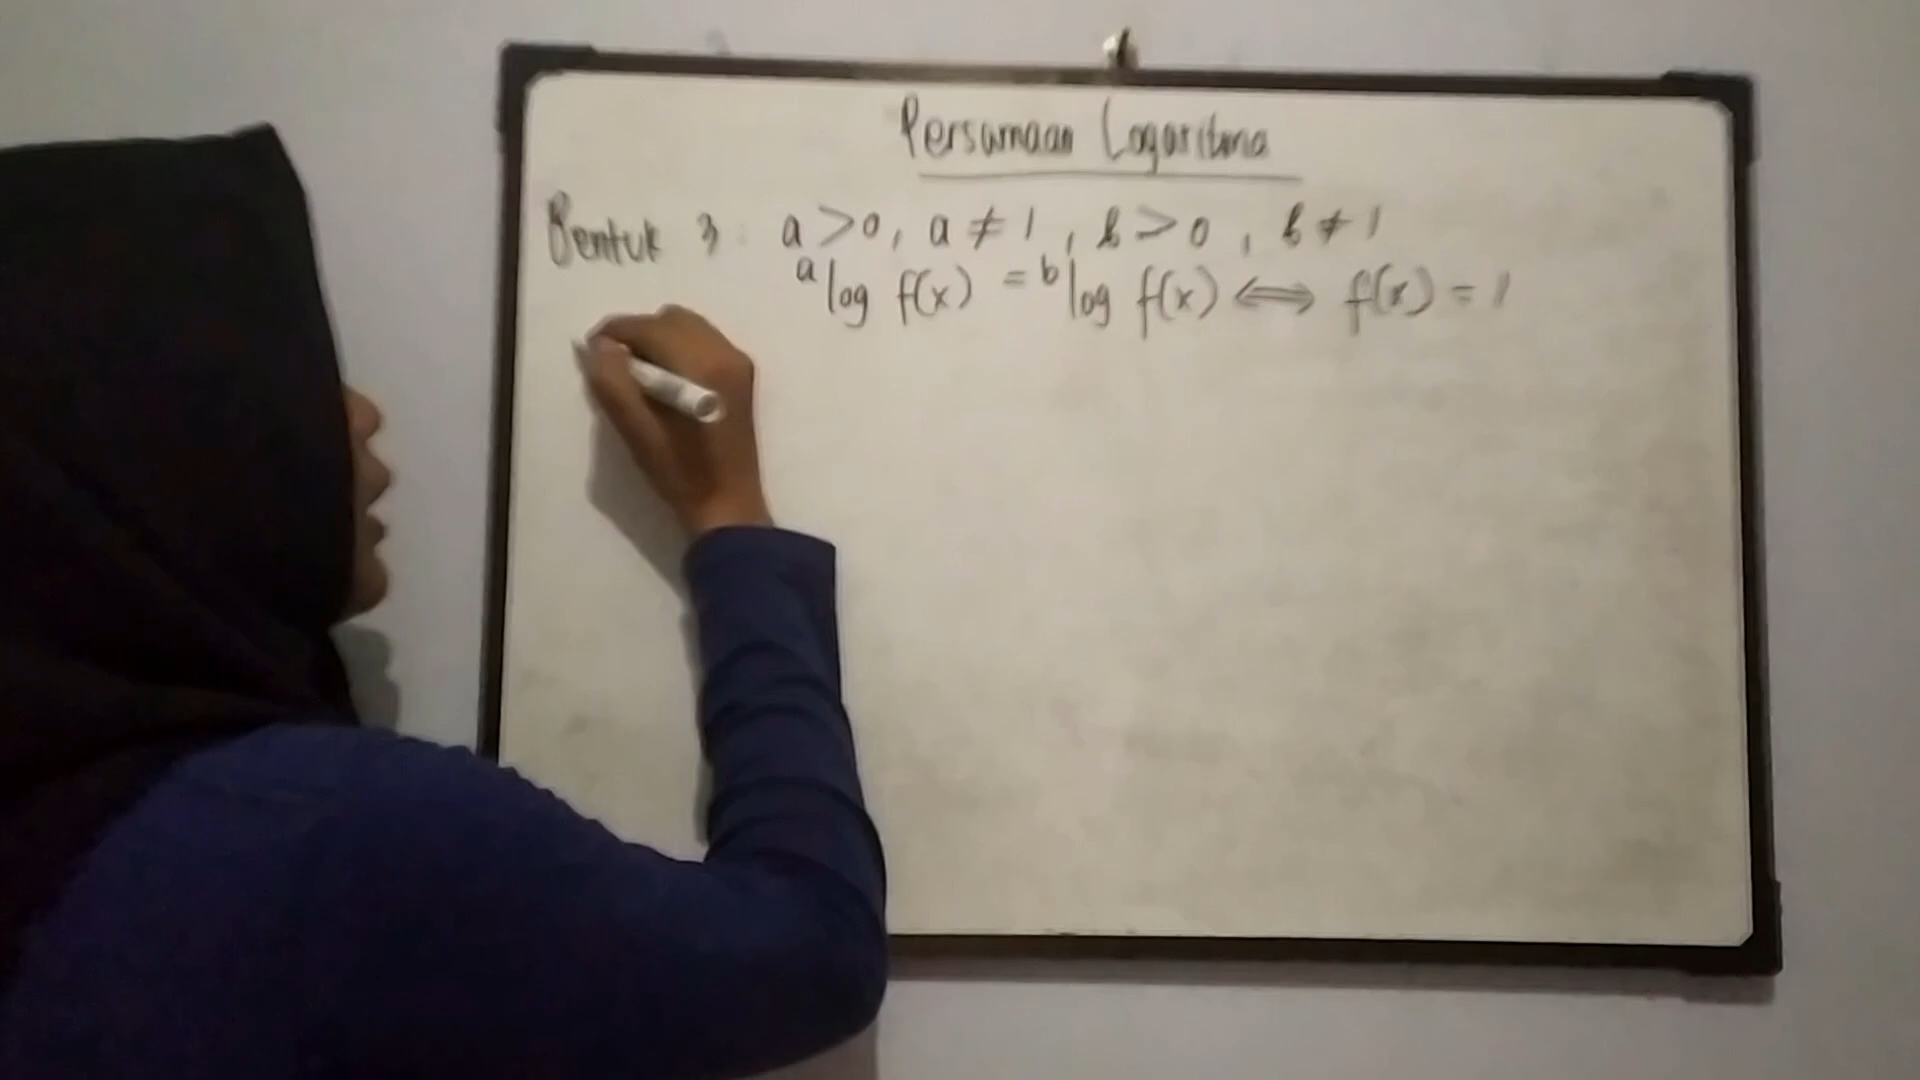 Persamaan Logaritma
Bentuk 3 : a > 0, a ≠ 1, b > 0, b ≠ 1
ᵃlog f(x) = ᵇlog f(x) ⟺ f(x) = 1